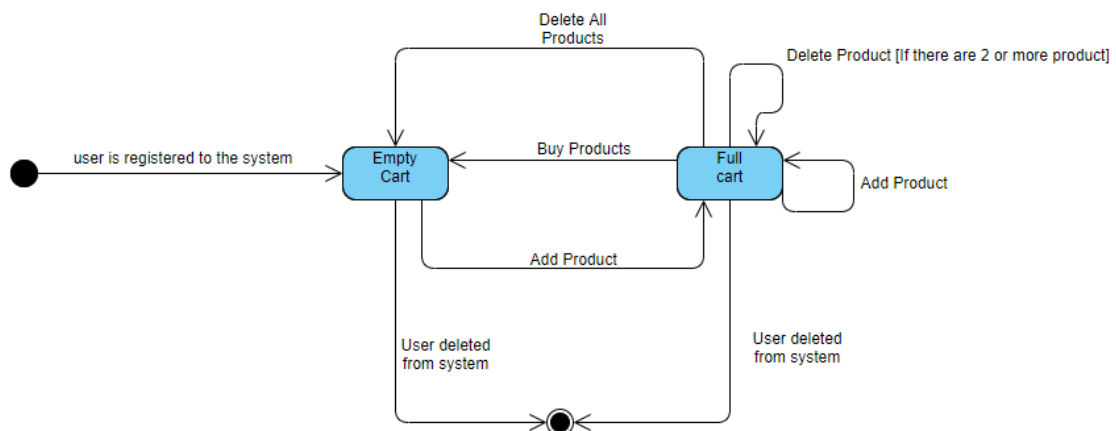 Delete All
Products
Delete Product [If there are 2 or more product]
user is registered to the system
Empty
Cart
Buy Products
Full
cart
Add Product
Add Product
User deleted
from system
User deleted
from system